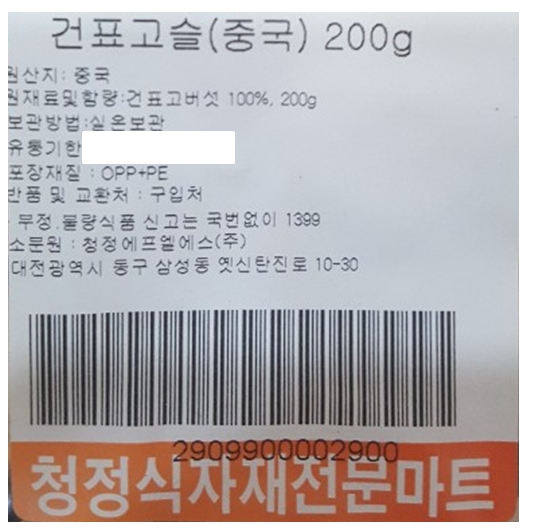 건표고슬(중국) 200g
원산지: 중국
원재료및함량:건표고버섯 100%, 200g
보관방법:실온보관
유통기한
포장재질 : OPP+PE
반품 및 교환처 : 구입처
· 부정.불량식품 신고는 국번없이 1399
소분원 : 청정에프엘에스(주)
대전광역시 동구 삼성동 옛신탄진로 10-30
2909900002900
청정식자재전문마트